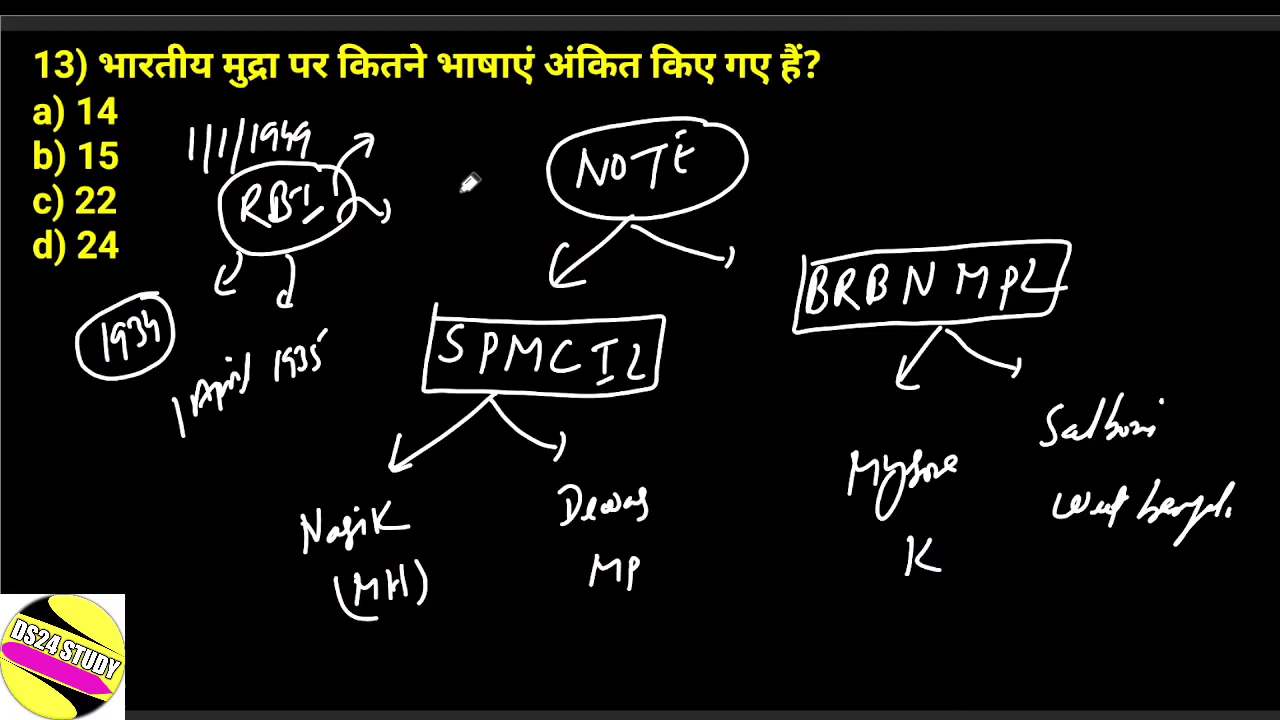 13) भारतीय मुद्रा पर कितने भाषाएं अंकित किए गए हैं?
a) 14
b) 15
c) 22
d) 24
1/1/1949
RBI
NOTE
1934
1 April 1935
SPMCIL
BRBNMPL
Nasik
(MH)
Dewas
MP
Mysore
K
Salboni
West Bengal.
DS24 STUDY